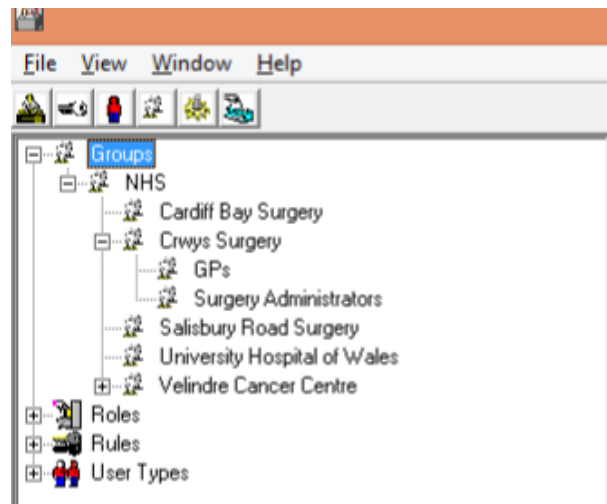 File View Window Help
Groups
NHS
Cardiff Bay Surgery
Crwys Surgery
GPs
Surgery Administrators
Salisbury Road Surgery
University Hospital of Wales
Velindre Cancer Centre
Roles
Rules
User Types